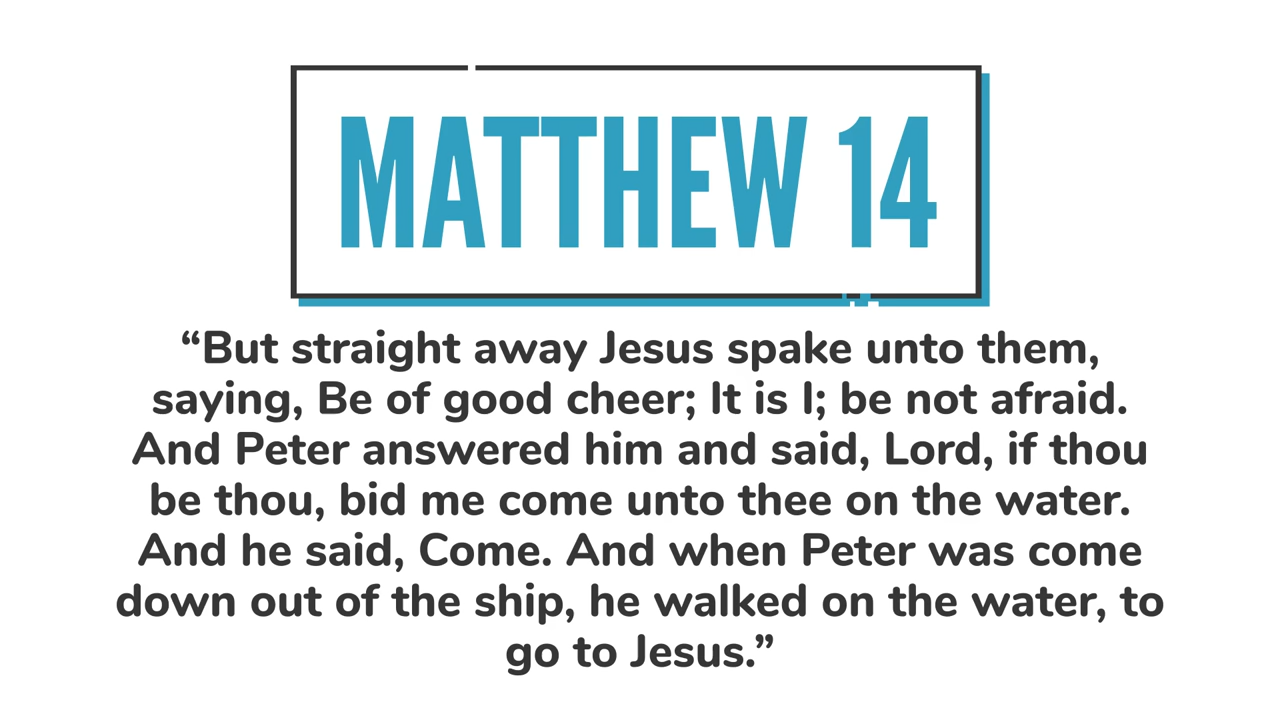 MATTHEW 14
“But straight away Jesus spake unto them,
saying, Be of good cheer; It is I; be not afraid.
And Peter answered him and said, Lord, if thou
be thou, bid me come unto thee on the water.
And he said, Come. And when Peter was come
down out of the ship, he walked on the water, to
go to Jesus.”